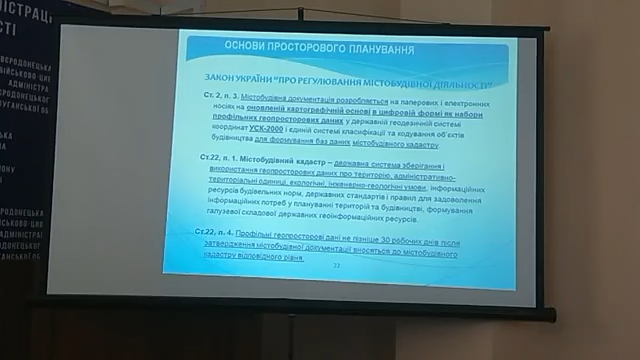 ІСТРАЦІ
СТІ
ЄВЄРОДОНЕЦЬКА
АДМІНІСТРА
ОСНОВИ ПРОСТОРОВОГО ПЛАНУВАННЯ
ЗАКОН УКРАЇНИ "ПРО РЕГУЛЮВАННЯ МІСТОБУДІВНОЇ ДІЯЛЬНОСТІ"
Ст. 2, п. 3. Містобудівна документація розробляється на паперових і електронних
носіях на оновленій картографічній основі в цифровій формі як набори
профільних геопросторових даних у державній геодезичній системі
координат УСК-2000 і єдиній системі класифікації та кодування об'єктів
будівництва для формування баз даних містобудівного кадастру.
Ст.22, п. 1. Містобудівний кадастр – державна система зберігання і
використання геопросторових даних про територію, адміністративно-
територіальні одиниці, екологічні, інженерно-геологічні умови, інформаційних
ресурсів будівельних норм, державних стандартів і правил для задоволення
інформаційних потреб у плануванні територій та будівництві, формування
галузевої складової державних геоінформаційних ресурсів.
Ст.22, п. 4. Профільні геопросторові дані не пізніше 30 робочих днів після
затвердження містобудівної документації вносяться до містобудівного
кадастру відповідного рівня.
22